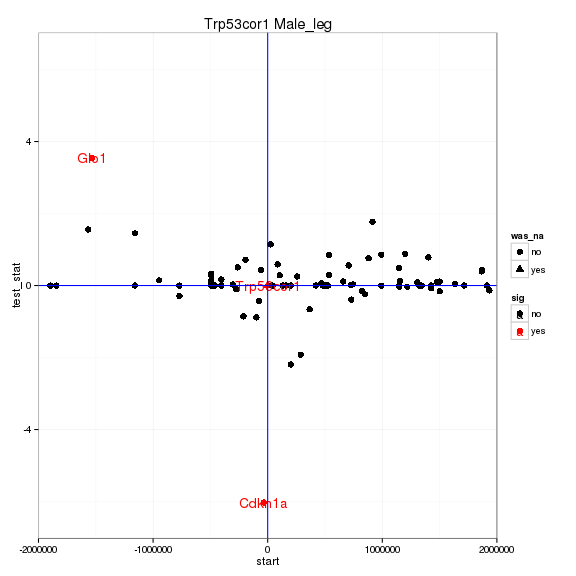 Trp53cor1 Male_leg
4
0
-4
test_stat
Glo1
Trp53cor1
Cdkn1a
-2000000
-1000000
0
1000000
2000000
start
was_na
no
yes
sig
no
yes